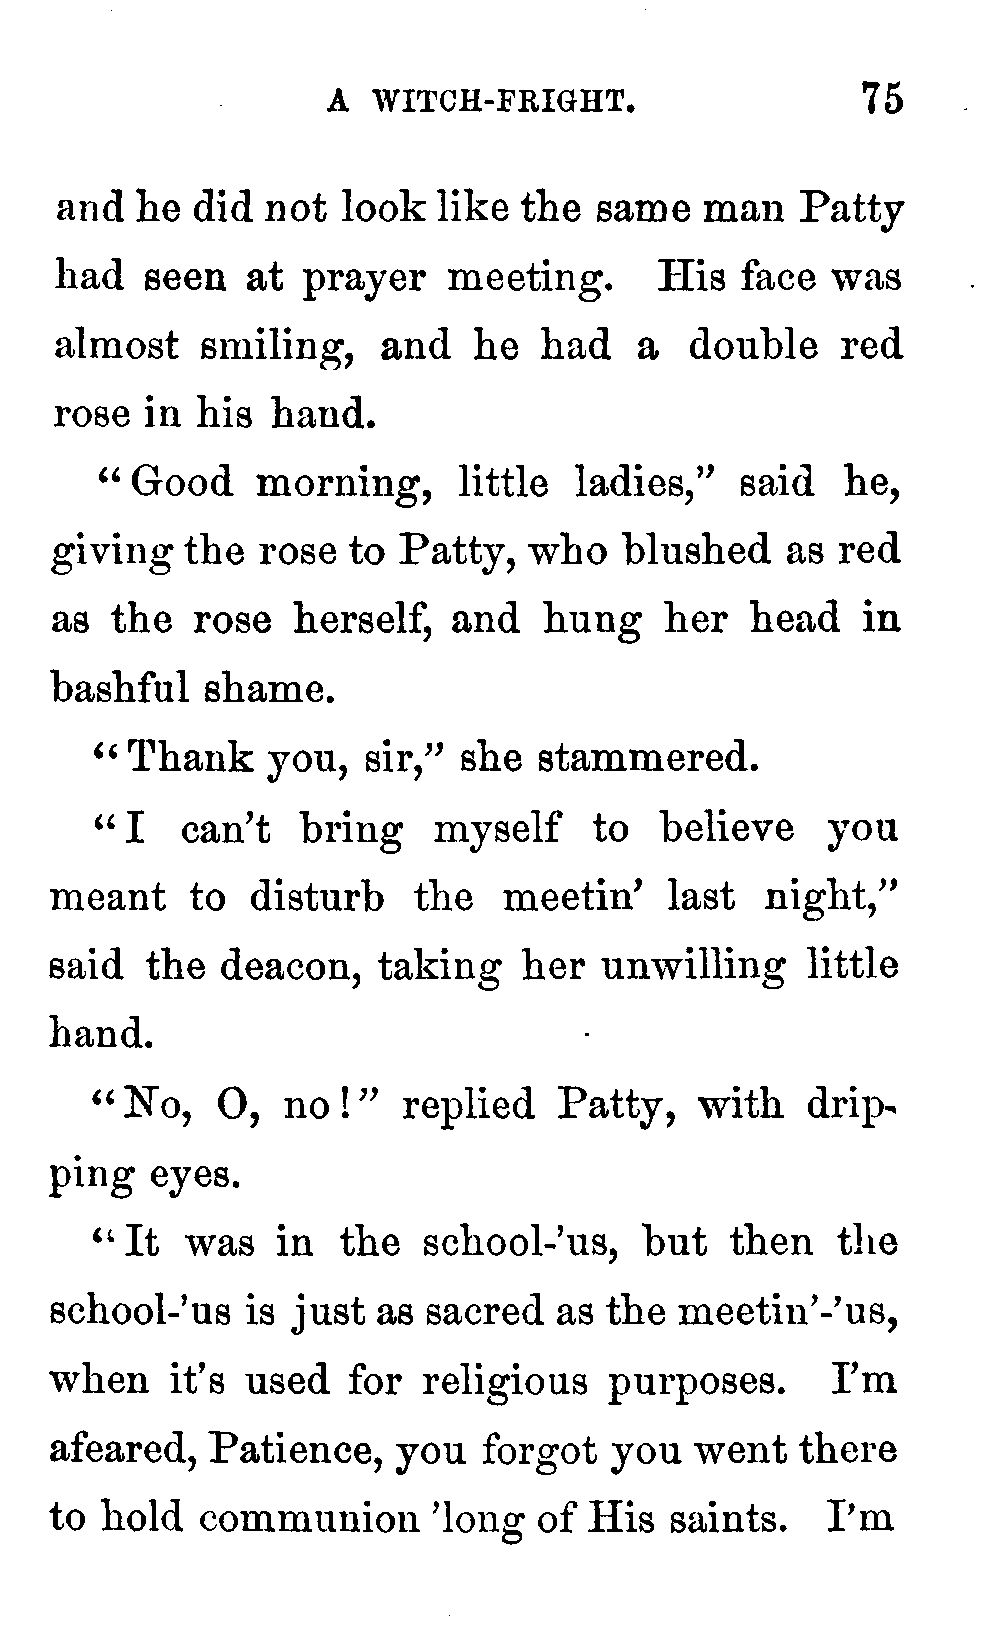 A WITCH-FRIGHT. 75
and he did not look like the same man Patty
had seen at prayer meeting. His face was
almost smiling, and he had a double red
rose in his hand.
“Good morning, little ladies,” said he,
giving the rose to Patty, who blushed as red
as the rose herself, and hung her head in
bashful shame.
“Thank you, sir,” she stammered.
“I can’t bring myself to believe you
meant to disturb the meetin’ last night,”
said the deacon, taking her unwilling little
hand.
“No, O, no!” replied Patty, with drip-
ping eyes.
“It was in the school-’us, but then the
school-’us is just as sacred as the meetin’-’us,
when it’s used for religious purposes. I’m
afeared, Patience, you forgot you went there
to hold communion ’long of His saints. I’m